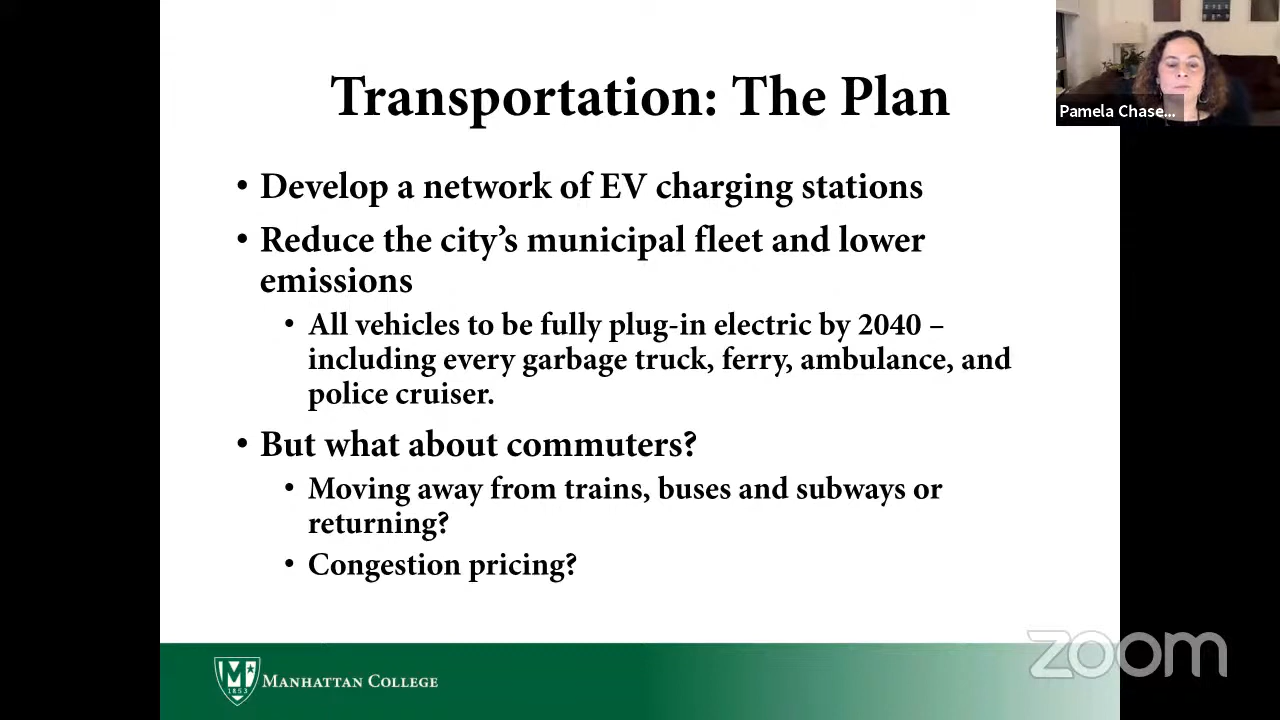 Transportation: The Plan
Pamela Chase...
• Develop a network of EV charging stations
• Reduce the city’s municipal fleet and lower
emissions
• All vehicles to be fully plug-in electric by 2040 –
including every garbage truck, ferry, ambulance, and
police cruiser.
• But what about commuters?
• Moving away from trains, buses and subways or
returning?
• Congestion pricing?
zoom
M
1853
MANHATTAN COLLEGE